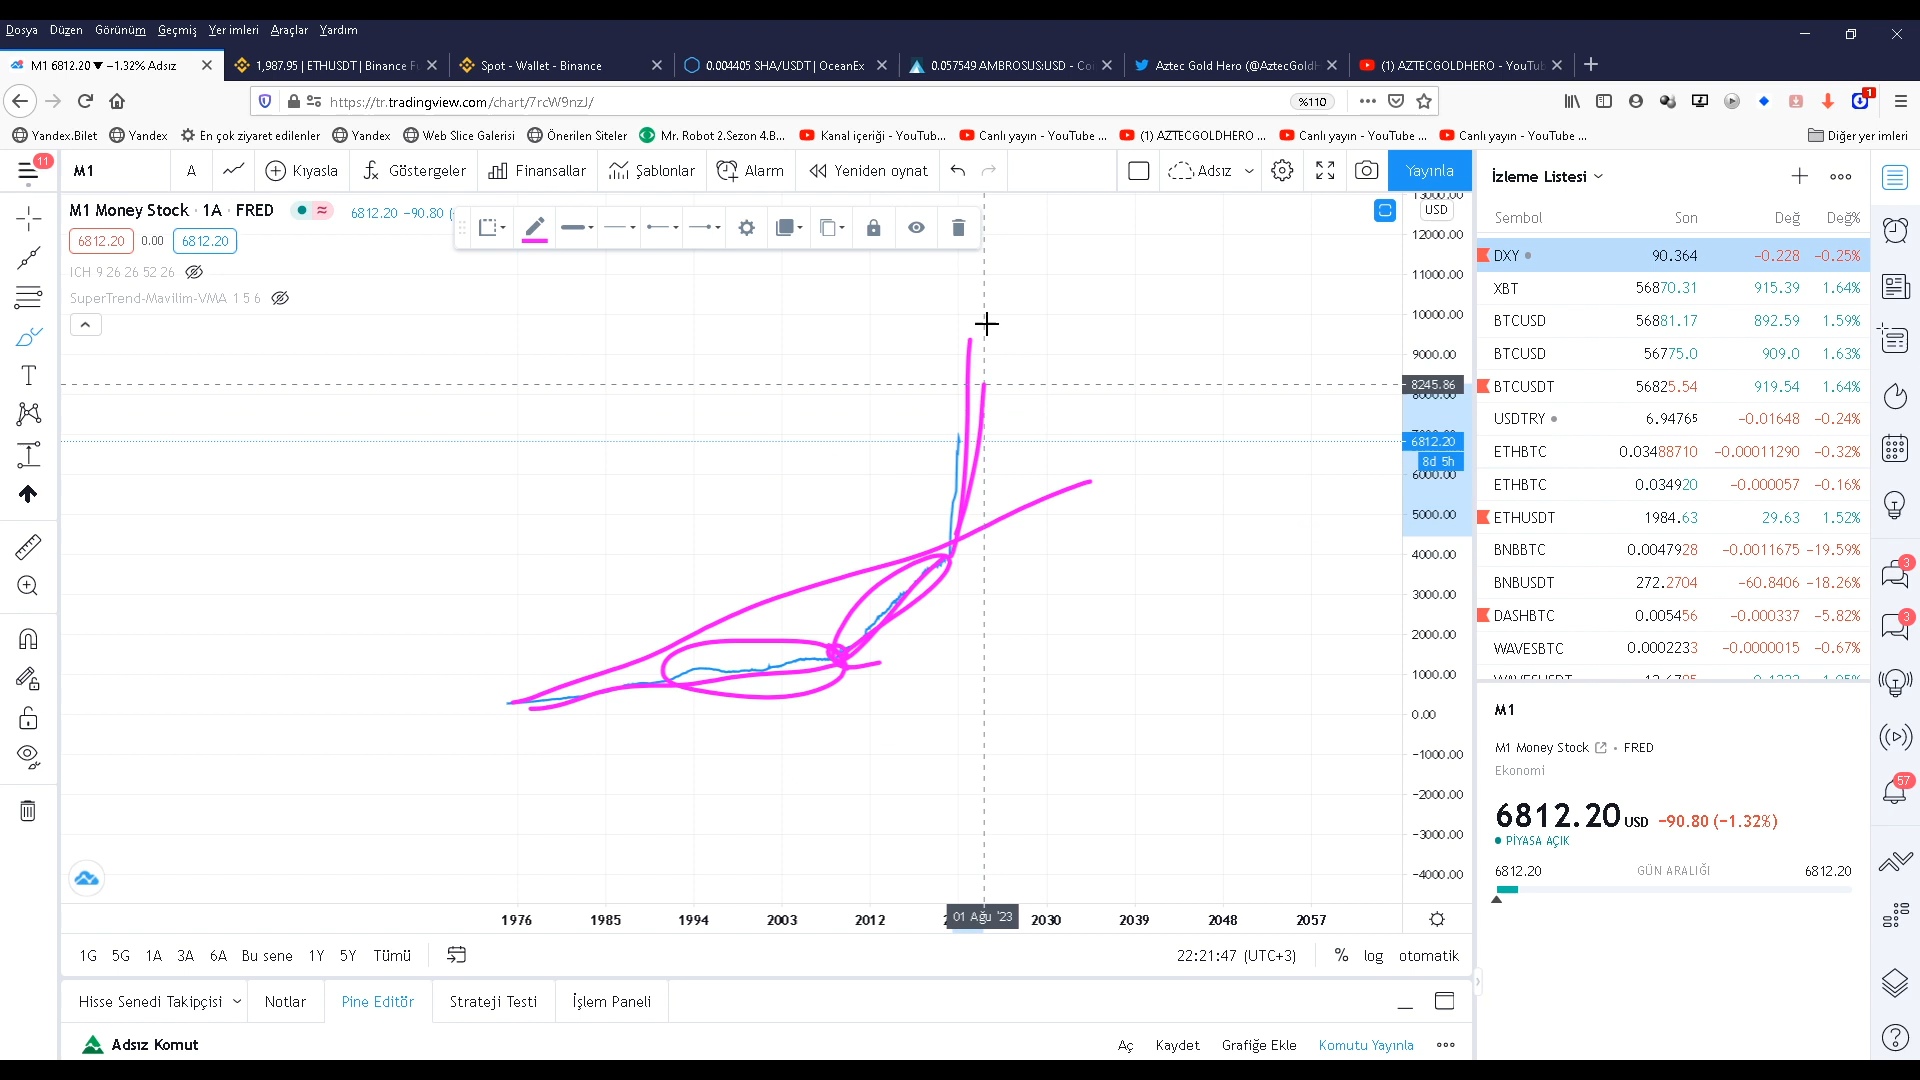 Dosya Düzen Görünüm Geçmiş Yer imleri Araçlar Yardım
M1 6812.20 ▼ −1.32% Adsız
1,987.95 | ETHUSDT | Binance F
Spot - Wallet - Binance
0.004405 SHA/USDT | OceanEx
0.057549 AMBROSUS:USD - Co
Aztec Gold Hero (@AztecGoldH
(1) AZTECGOLDHERO - YouTub
https://tr.tradingview.com/chart/7rcW9nzJ/
%110
1
Yandex.Bilet
Yandex
En çok ziyaret edilenler
Yandex
Web Slice Galerisi
Önerilen Siteler
Mr. Robot 2.Sezon 4.B...
Kanal içeriği - YouTub...
Canlı yayın - YouTube ...
(1) AZTECGOLDHERO ...
Canlı yayın - YouTube ...
Canlı yayın - YouTube ...
Diğer yer imleri
11
M1
A
Kıyasla
Göstergeler
Finansallar
Şablonlar
Alarm
Yeniden oynat
Adsız
Yayınla
M1 Money Stock · 1A · FRED
6812.20 −90.80
6812.20 0.00 6812.20
ICH 9 26 26 52 26
SuperTrend-Mavilim-VMA 1 5 6
13000.00
USD
12000.00
11000.00
10000.00
9000.00
8245.86
8000.00
6812.20
8d 5h
6000.00
5000.00
4000.00
3000.00
2000.00
1000.00
0.00
−1000.00
−2000.00
−3000.00
−4000.00
1976 1985 1994 2003 2012 01 Ağu '23 2030 2039 2048 2057
1G 5G 1A 3A 6A Bu sene 1Y 5Y Tümü
22:21:47 (UTC+3) % log otomatik
Hisse Senedi Takipçisi Notlar Pine Editör Strateji Testi İşlem Paneli
Adsız Komut
Aç Kaydet Grafiğe Ekle Komutu Yayınla
İzleme Listesi
Sembol Son Değ Değ%
DXY 90.364 −0.228 −0.25%
XBT 56870.31 915.39 1.64%
BTCUSD 56881.17 892.59 1.59%
BTCUSD 56775.0 909.0 1.63%
BTCUSDT 56825.54 919.54 1.64%
USDTRY 6.94765 −0.01648 −0.24%
ETHBTC 0.03488710 −0.00011290 −0.32%
ETHBTC 0.034920 −0.000057 −0.16%
ETHUSDT 1984.63 29.63 1.52%
BNBBTC 0.0047928 −0.0011675 −19.59%
BNBUSDT 272.2704 −60.8406 −18.26%
DASHBTC 0.005456 −0.000337 −5.82%
WAVESBTC 0.0002233 −0.0000015 −0.67%
M1
M1 Money Stock • FRED
Ekonomi
6812.20 USD −90.80 (−1.32%)
PİYASA AÇIK
6812.20 GÜN ARALIĞI 6812.20
3
3
57